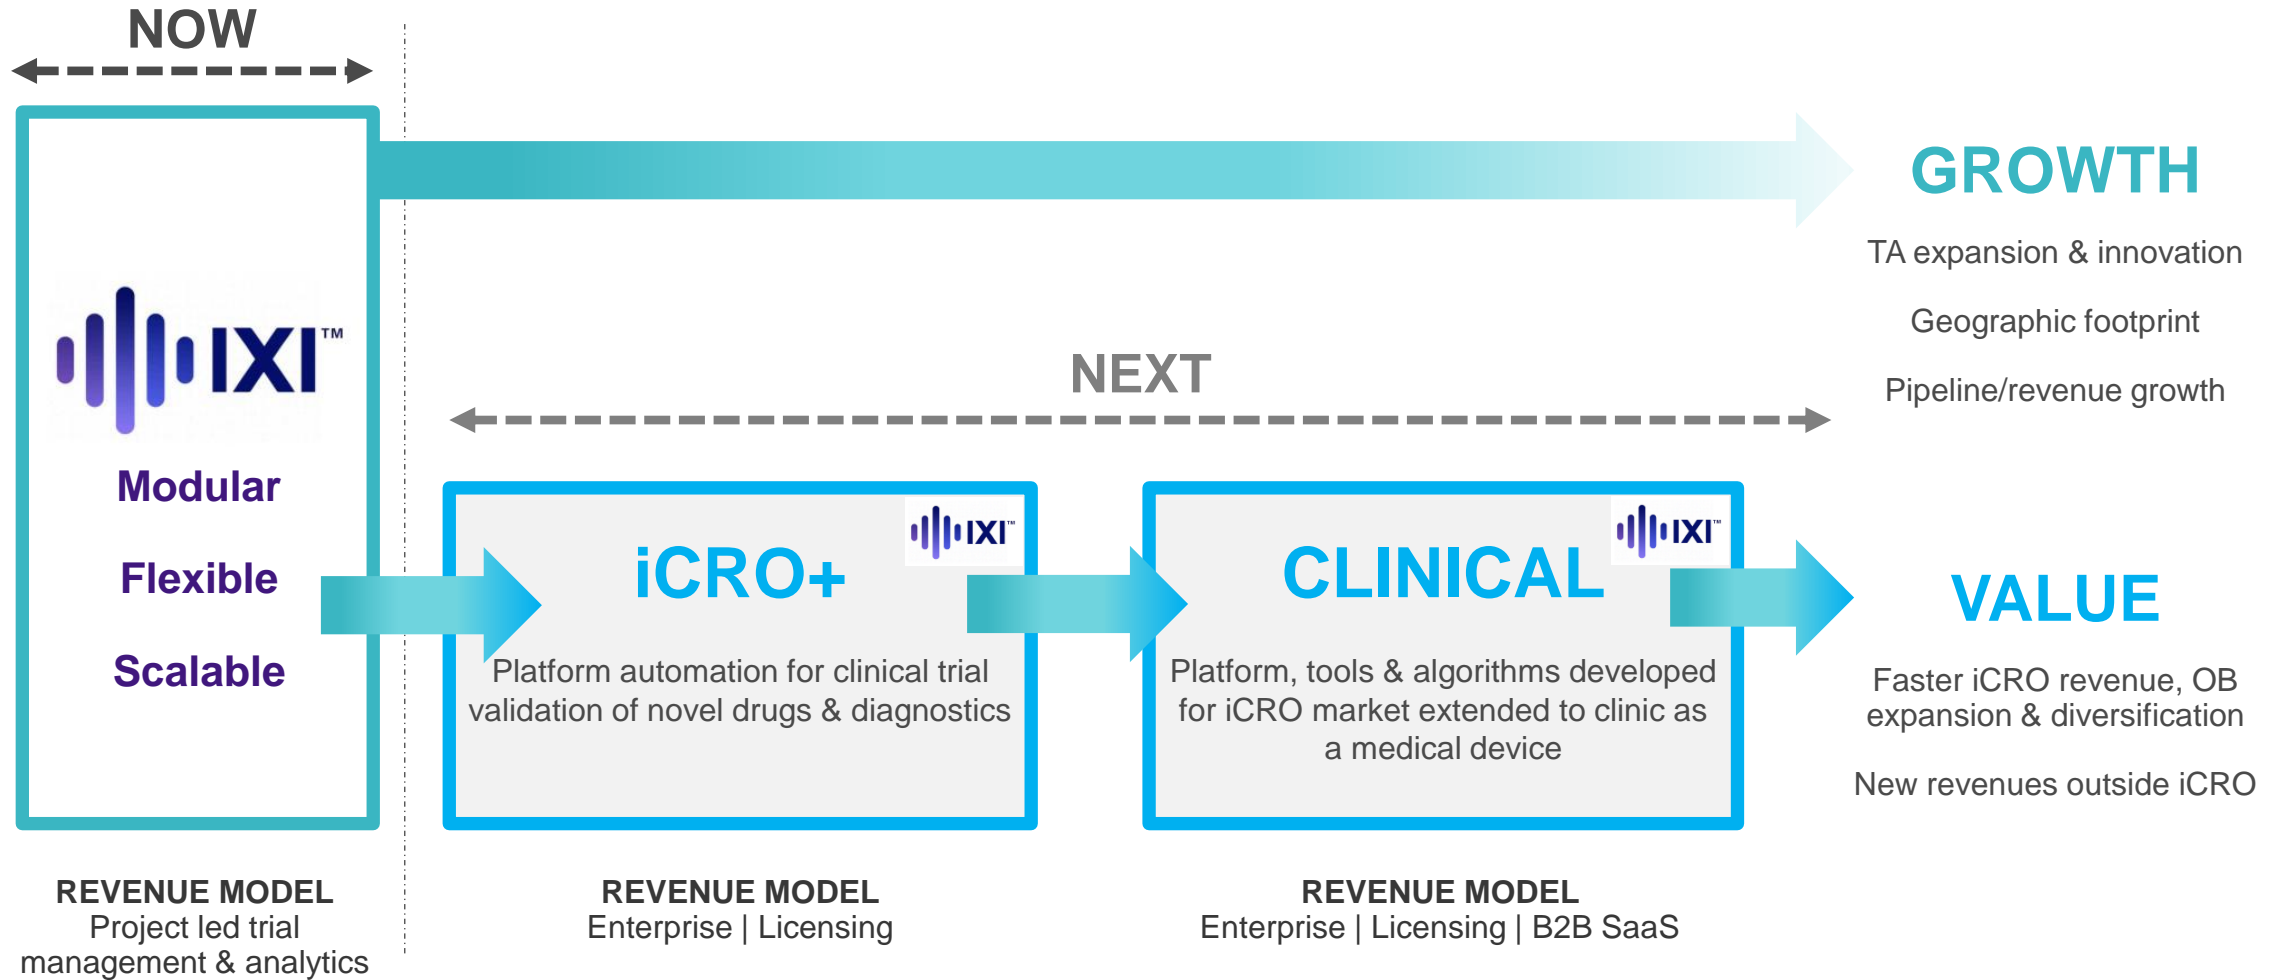 NOW
IXI™
Modular
Flexible
Scalable
REVENUE MODEL
Project led trial
management & analytics
NEXT
IXI™
iCRO+
Platform automation for clinical trial
validation of novel drugs & diagnostics
REVENUE MODEL
Enterprise | Licensing
IXI™
CLINICAL
Platform, tools & algorithms developed
for iCRO market extended to clinic as
a medical device
REVENUE MODEL
Enterprise | Licensing | B2B SaaS
GROWTH
TA expansion & innovation
Geographic footprint
Pipeline/revenue growth
VALUE
Faster iCRO revenue, OB
expansion & diversification
New revenues outside iCRO